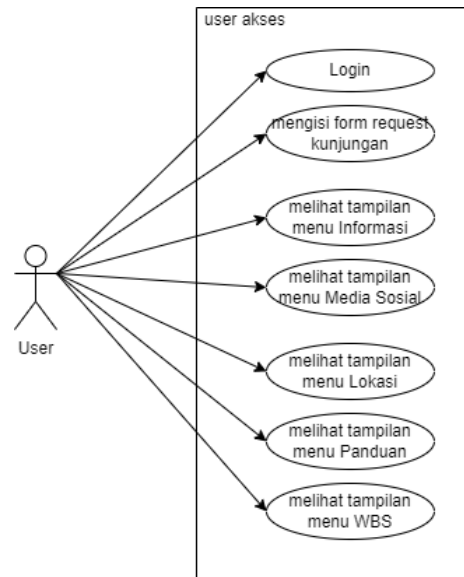 user akses
Login
mengisi form request
kunjungan
melihat tampilan
menu Informasi
melihat tampilan
menu Media Sosial
User
melihat tampilan
menu Lokasi
melihat tampilan
menu Panduan
melihat tampilan
menu WBS